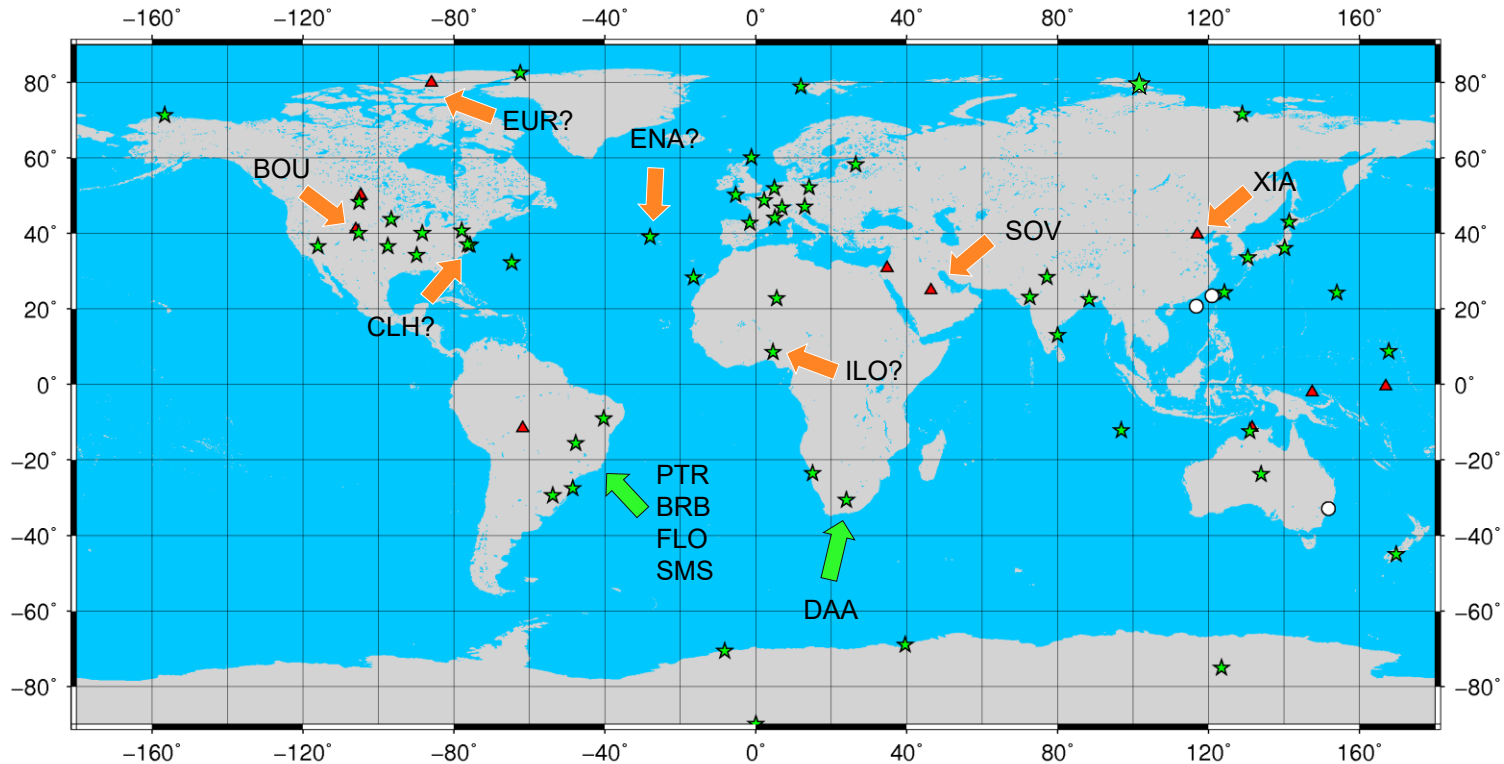 −160° −120° −80° −40° 0° 40° 80° 120° 160°
80° 80°
EUR?
ENA?
60° 60°
BOU
XIA
SOV
40° 40°
20° 20°
CLH?
ILO?
0° 0°
−20° −20°
PTR
BRB
FLO
SMS
−40° −40°
DAA
−60° −60°
−80° −80°
−160° −120° −80° −40° 0° 40° 80° 120° 160°